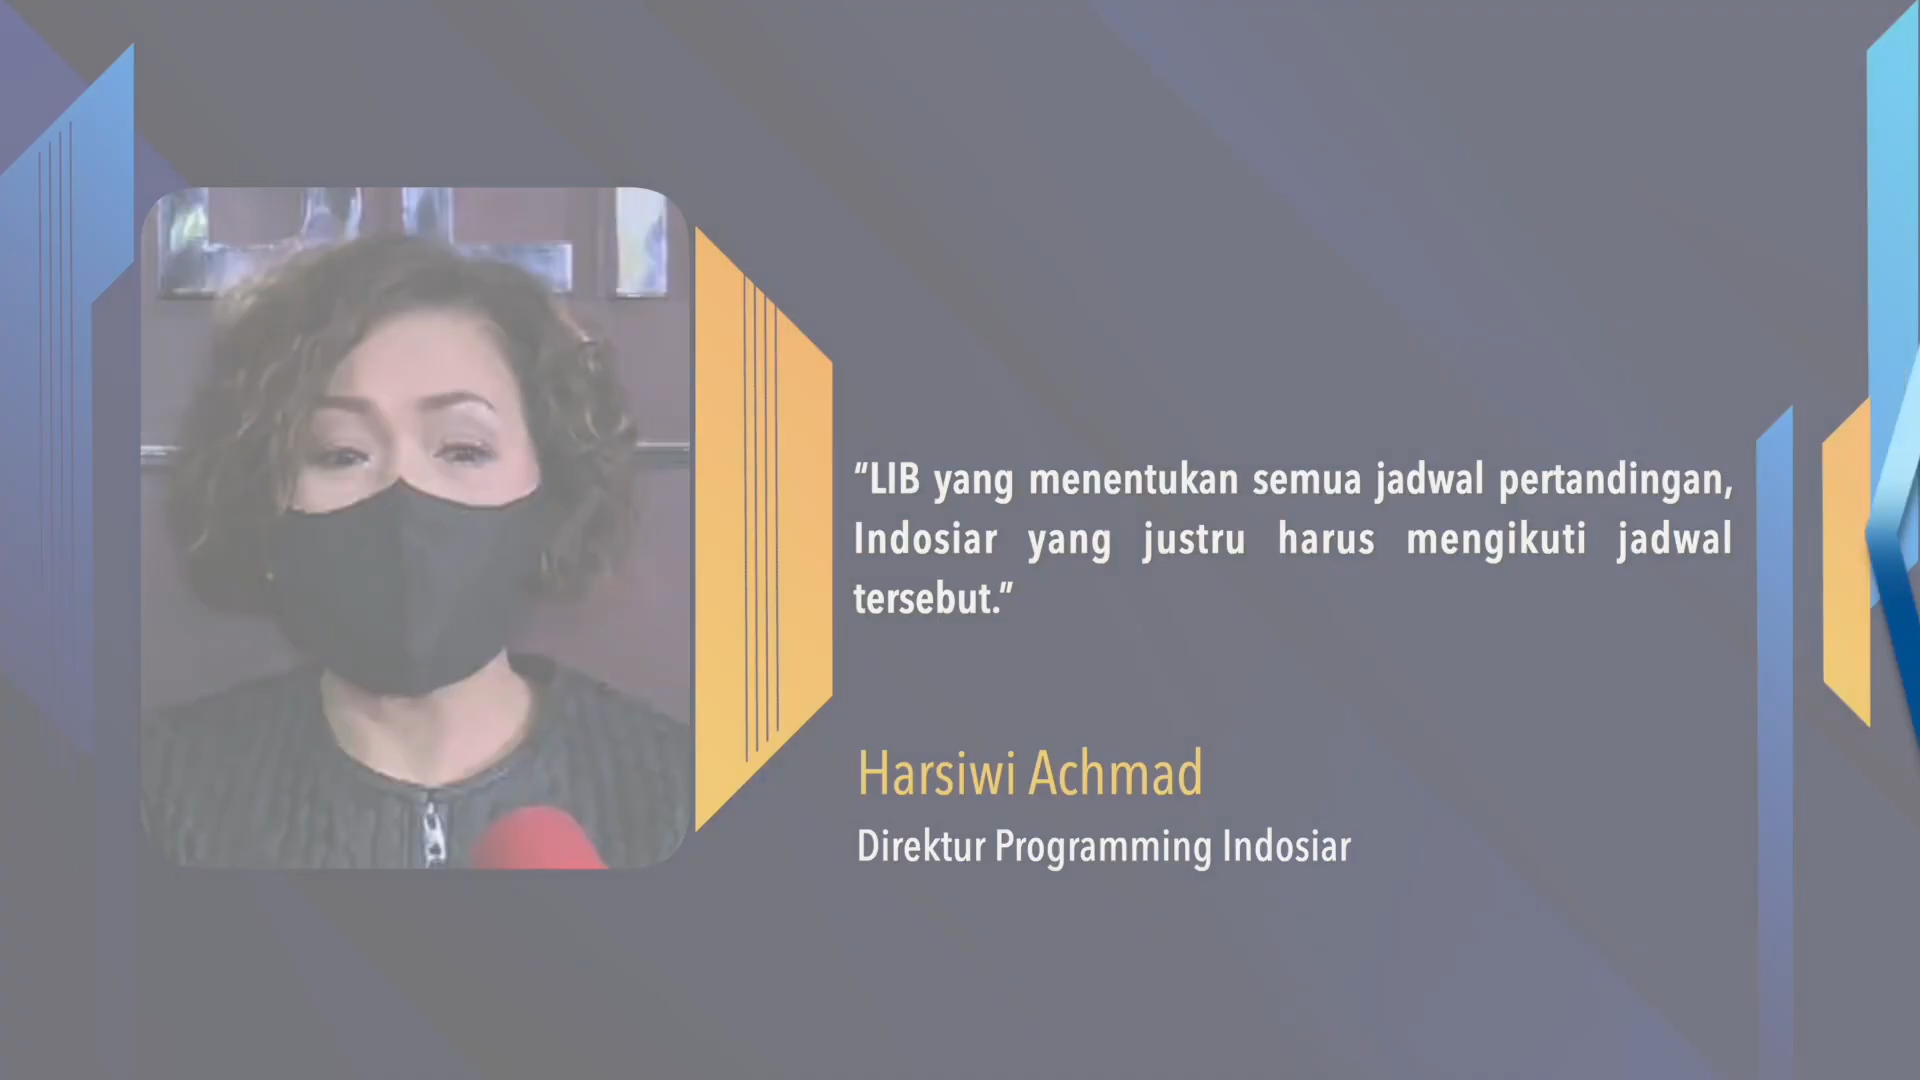 “LIB yang menentukan semua jadwal pertandingan,
Indosiar yang justru harus mengikuti jadwal
tersebut.”
Harsiwi Achmad
Direktur Programming Indosiar